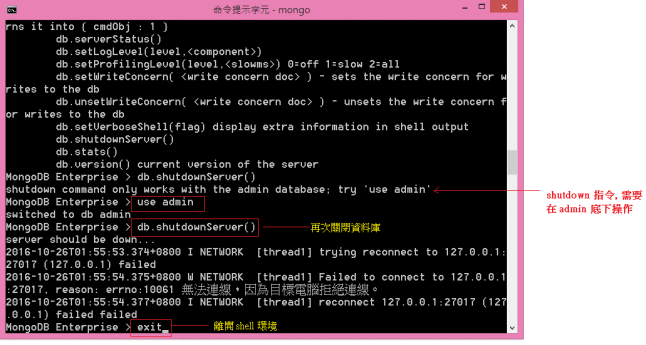 命令提示字元 - mongo
rns it into { cmdObj : 1 }
db.serverStatus()
db.setLogLevel(level,<component>)
db.setProfilingLevel(level,<slowms>) 0=off 1=slow 2=all
db.setWriteConcern( <write concern doc> ) - sets the write concern for w
rites to the db
db.unsetWriteConcern( <write concern doc> ) - unsets the write concern f
or writes to the db
db.setVerboseShell(flag) display extra information in shell output
db.shutdownServer()
db.stats()
db.version() current version of the server
MongoDB Enterprise > db.shutdownServer()
shutdown command only works with the admin database; try 'use admin'
shutdown 指令, 需要
在 admin 底下操作
MongoDB Enterprise > use admin
switched to db admin
MongoDB Enterprise > db.shutdownServer() 再次關閉資料庫
server should be down...
2016-10-26T01:55:53.374+0800 I NETWORK  [thread1] trying reconnect to 127.0.0.1:
27017 (127.0.0.1) failed
2016-10-26T01:55:54.375+0800 W NETWORK  [thread1] Failed to connect to 127.0.0.1
:27017, reason: errno:10061 無法連線，因為目標電腦拒絕連線。
2016-10-26T01:55:54.377+0800 I NETWORK  [thread1] reconnect 127.0.0.1:27017 (127
.0.0.1) failed failed
MongoDB Enterprise > exit_ 離開 shell 環境